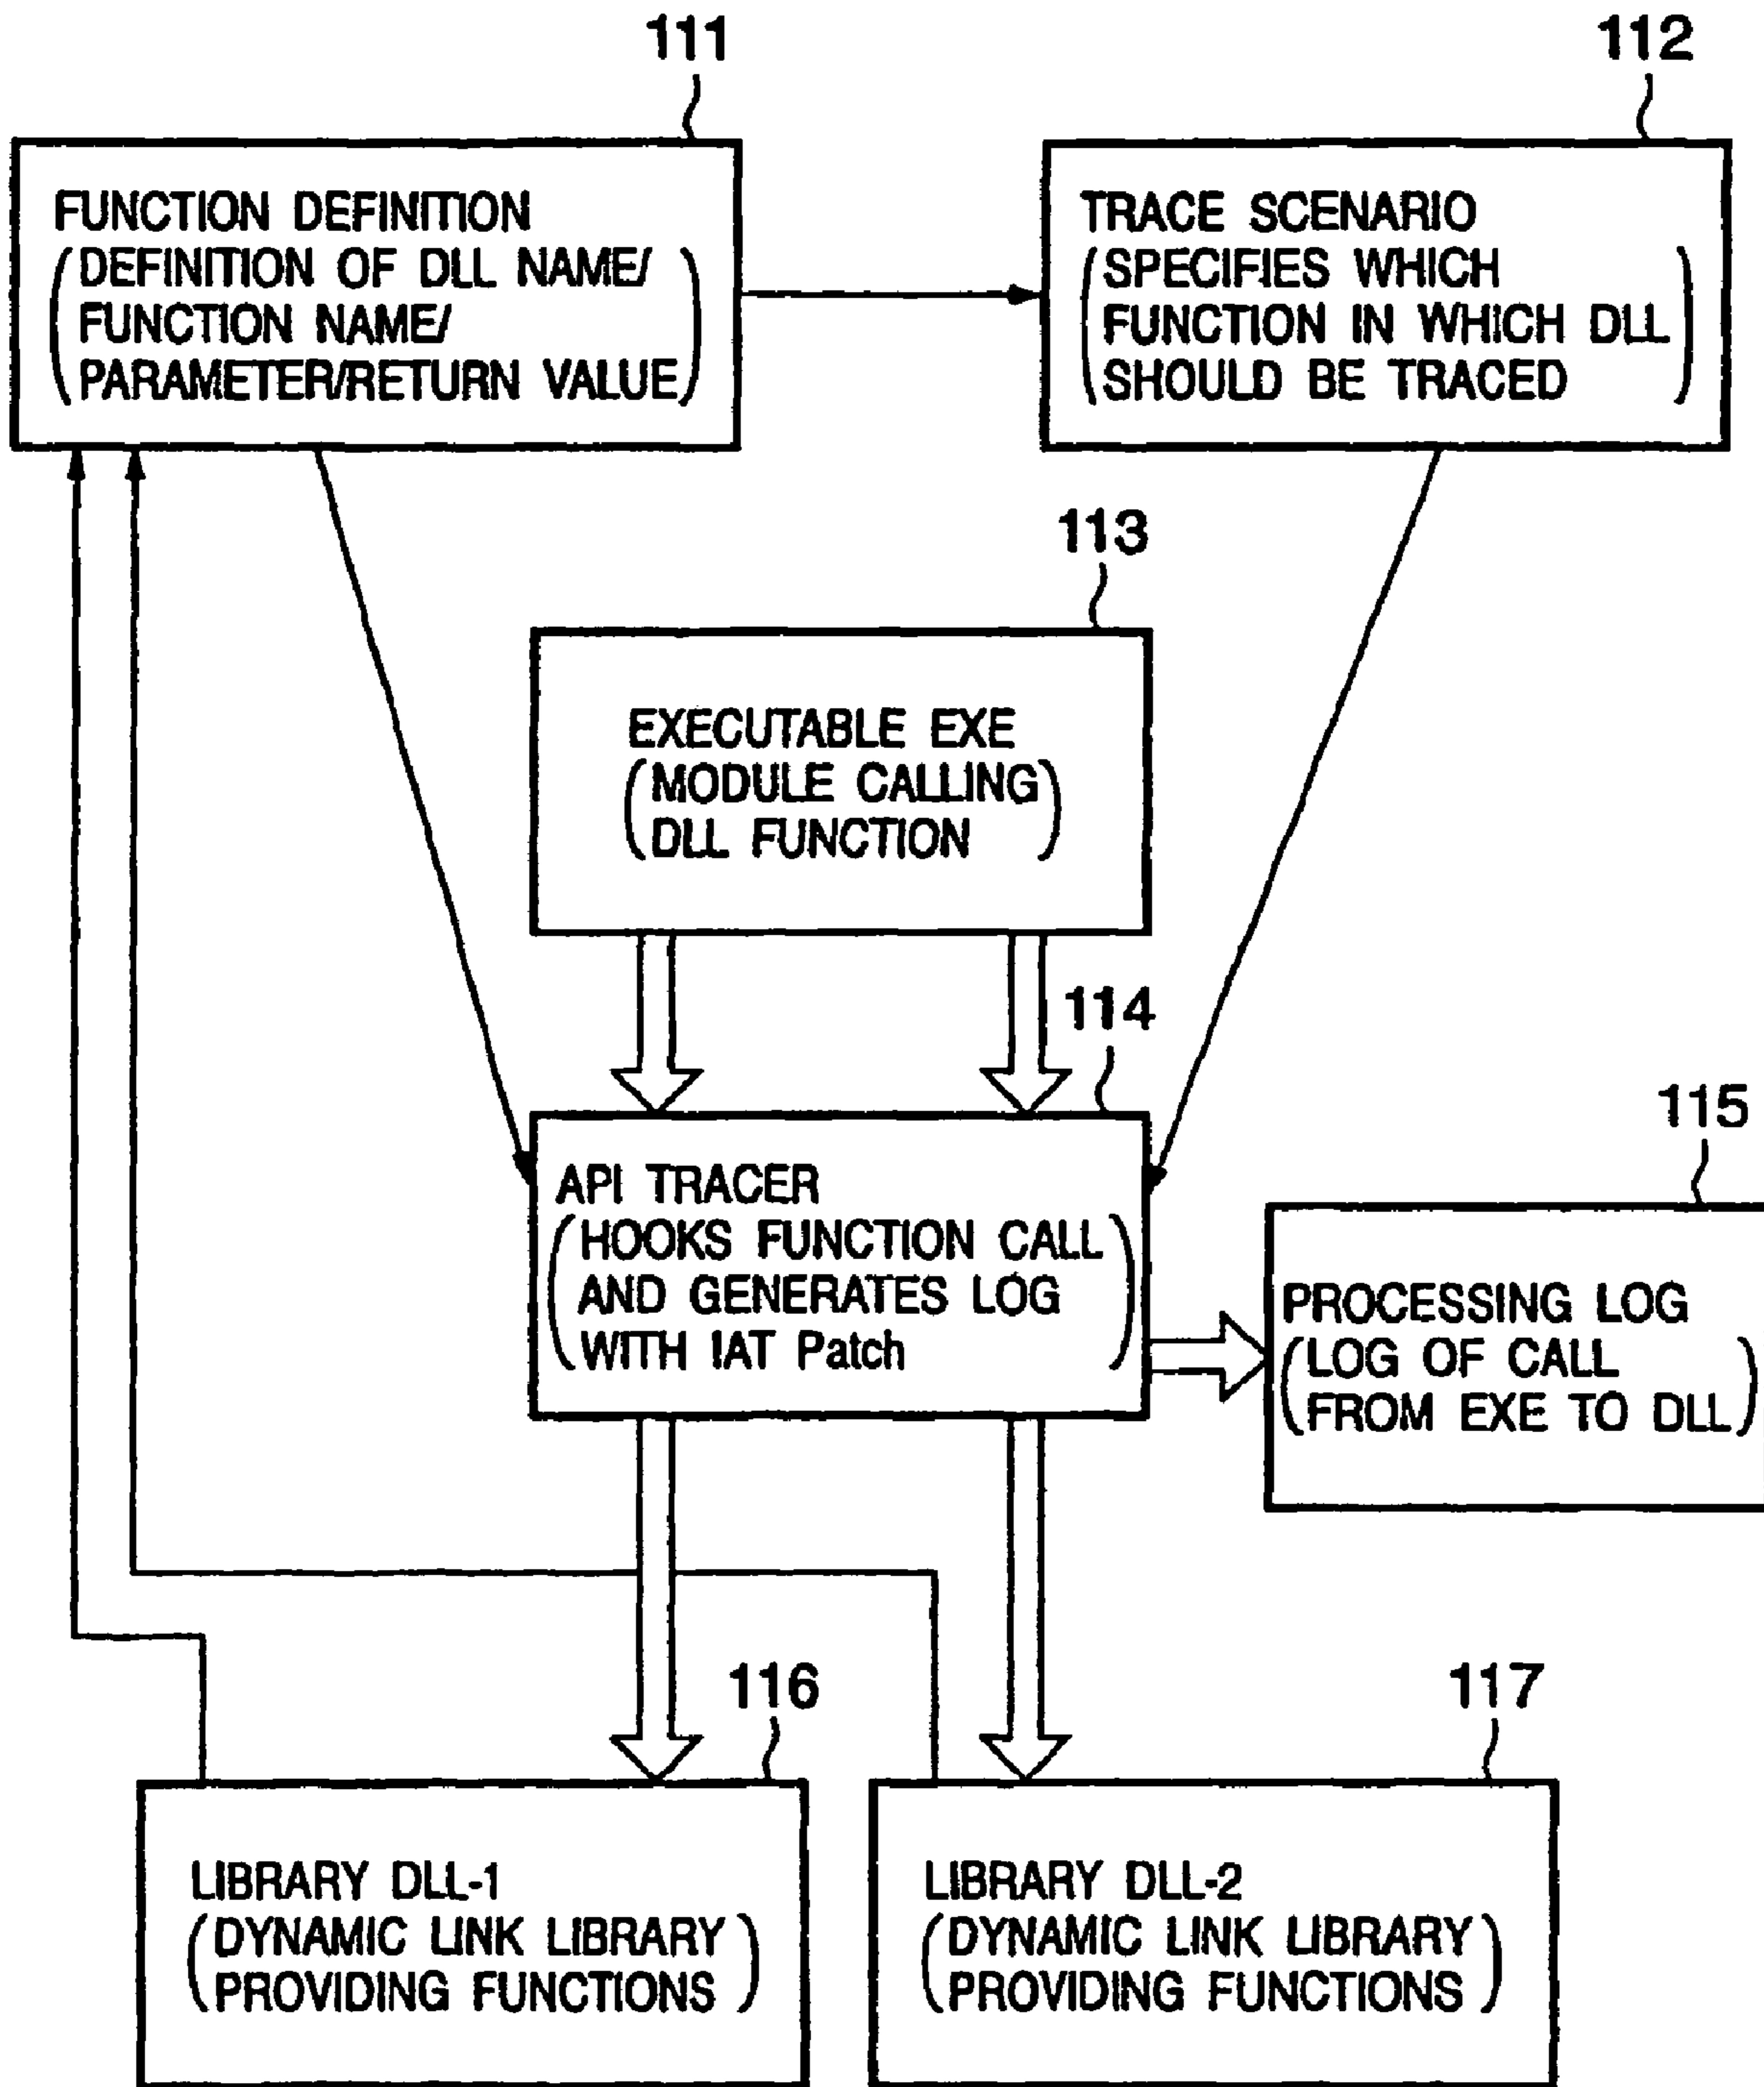 111
112
FUNCTION DEFINITION
(DEFINITION OF DLL NAME/
FUNCTION NAME/
PARAMETER/RETURN VALUE)
TRACE SCENARIO
(SPECIFIES WHICH
FUNCTION IN WHICH DLL
SHOULD BE TRACED)
113
EXECUTABLE EXE
(MODULE CALLING
DLL FUNCTION)
114
API TRACER
(HOOKS FUNCTION CALL
AND GENERATES LOG
WITH IAT Patch)
115
PROCESSING LOG
(LOG OF CALL
FROM EXE TO DLL)
116
117
LIBRARY DLL-1
(DYNAMIC LINK LIBRARY
PROVIDING FUNCTIONS)
LIBRARY DLL-2
(DYNAMIC LINK LIBRARY
PROVIDING FUNCTIONS)